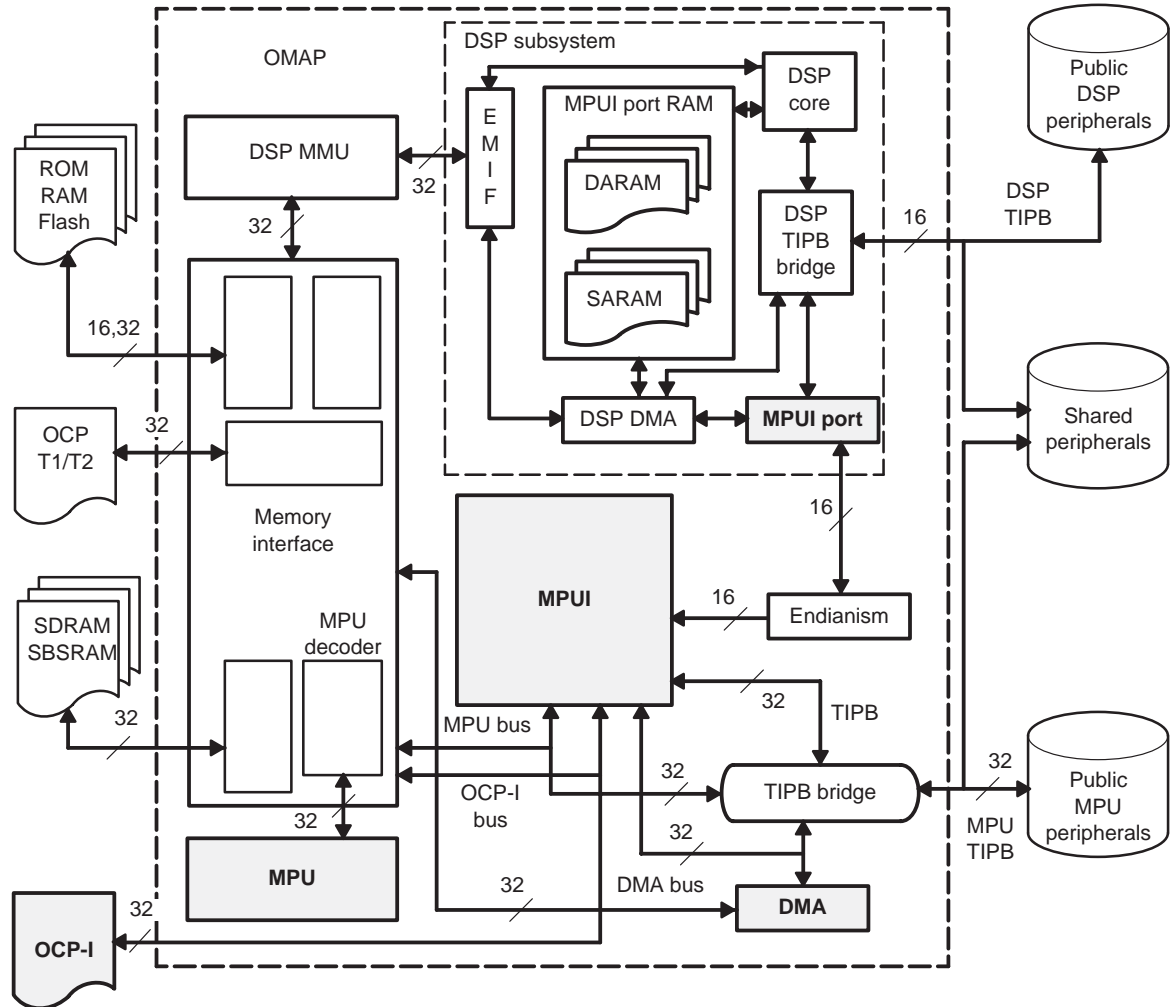 OMAP
DSP subsystem
DSP
core
MPUI port RAM
E
M
I
F
DSP MMU
32
ROM
RAM
Flash
32
DARAM
SARAM
DSP
TIPB
bridge
16
DSP
TIPB
Public
DSP
peripherals
16,32
DSP DMA
MPUI port
Shared
peripherals
OCP
T1/T2
32
Memory
interface
16
MPUI
16
Endianism
SDRAM
SBSRAM
MPU
decoder
32
32
TIPB
MPU bus
32
TIPB bridge
32
Public
MPU
peripherals
MPU
TIPB
OCP-I
bus
32
32
MPU
DMA bus
32
DMA
OCP-I
32